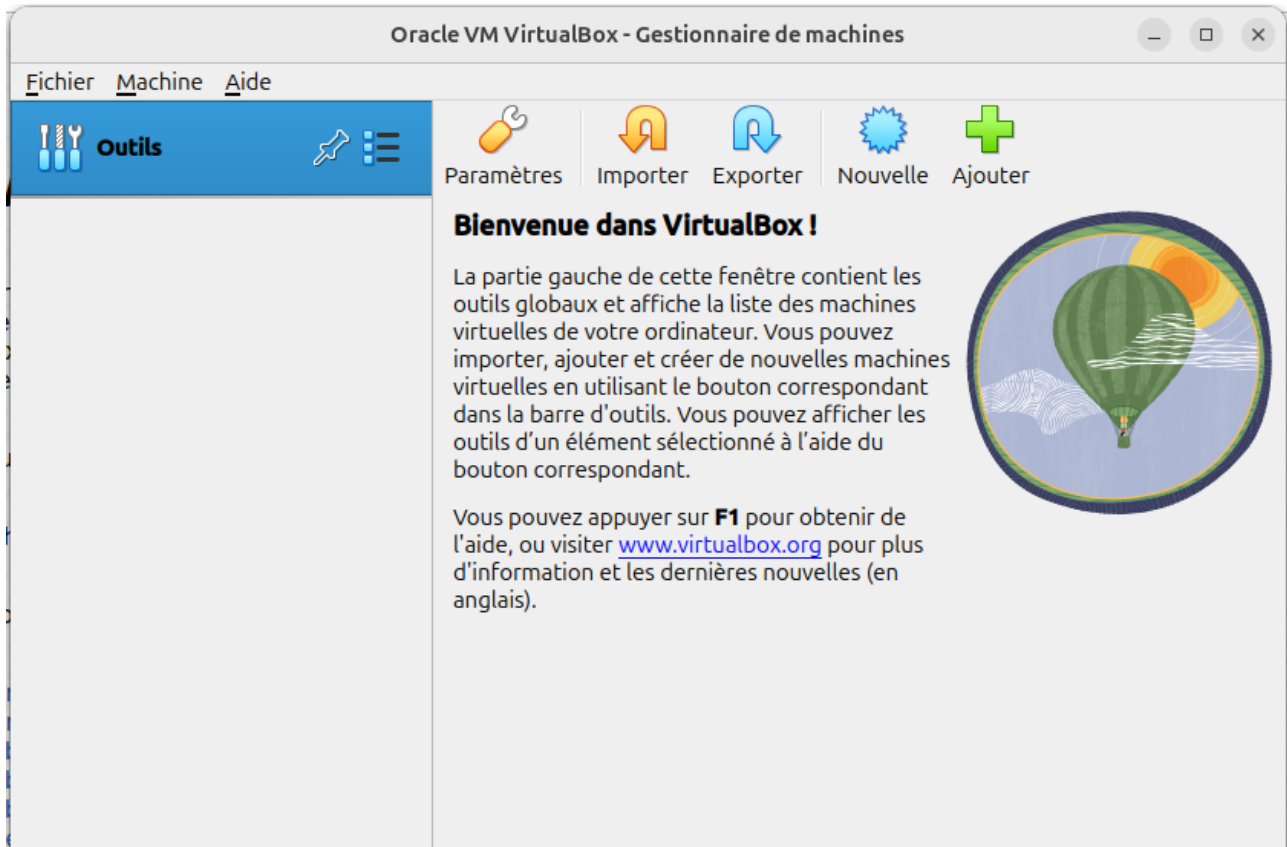 Oracle VM VirtualBox - Gestionnaire de machines
Fichier Machine Aide
Outils
Paramètres Importer Exporter Nouvelle Ajouter
Bienvenue dans VirtualBox !
La partie gauche de cette fenêtre contient les
outils globaux et affiche la liste des machines
virtuelles de votre ordinateur. Vous pouvez
importer, ajouter et créer de nouvelles machines
virtuelles en utilisant le bouton correspondant
dans la barre d'outils. Vous pouvez afficher les
outils d’un élément sélectionné à l’aide du
bouton correspondant.
Vous pouvez appuyer sur F1 pour obtenir de
l'aide, ou visiter www.virtualbox.org pour plus
d'information et les dernières nouvelles (en
anglais).